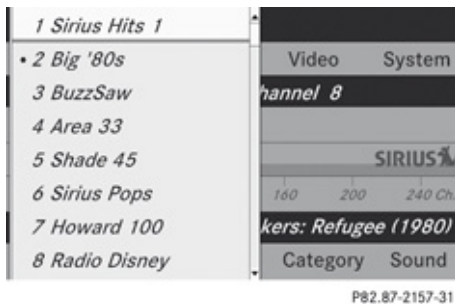 1 Sirius Hits 1
• 2 Big '80s
3 BuzzSaw
4 Area 33
5 Shade 45
6 Sirius Pops
7 Howard 100
8 Radio Disney
Video System
hannel 8
SIRIUS
160 200 240 Ch.
kers: Refugee (1980)
Category Sound
P82.87-2157-31